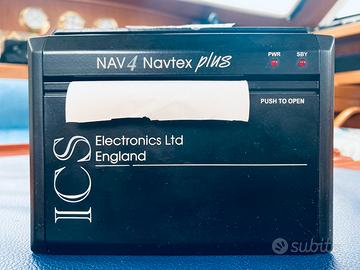 NAV4 Navtex plus
PWR
SBY
PUSH TO OPEN
ICS
Electronics Ltd
England
subito